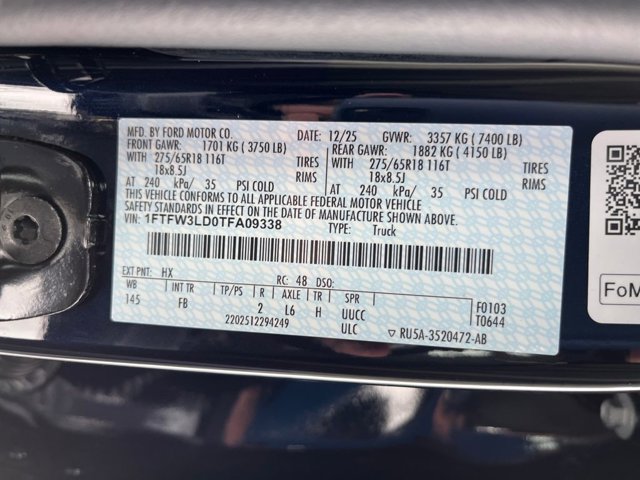 MFD. BY FORD MOTOR CO. DATE: 12/25 GVWR: 3357 KG ( 7400 LB)
FRONT GAWR: 1701 KG ( 3750 LB) REAR GAWR: 1882 KG ( 4150 LB)
WITH 275/65R18 116T TIRES WITH 275/65R18 116T TIRES
18x8.5J RIMS 18x8.5J RIMS
AT 240 kPa/ 35 PSI COLD AT 240 kPa/ 35 PSI COLD
THIS VEHICLE CONFORMS TO ALL APPLICABLE FEDERAL MOTOR VEHICLE
SAFETY STANDARDS IN EFFECT ON THE DATE OF MANUFACTURE SHOWN ABOVE.
VIN: 1FTFW3LD0TFA09338 TYPE: Truck
EXT PNT: HX RC: 48 DSO:
WB INT TR TP/PS R AXLE TR SPR F0103
145 FB 2 L6 H UUCC T0644
2202512294249 ULC ▽ RU5A-3520472-AB
FoM